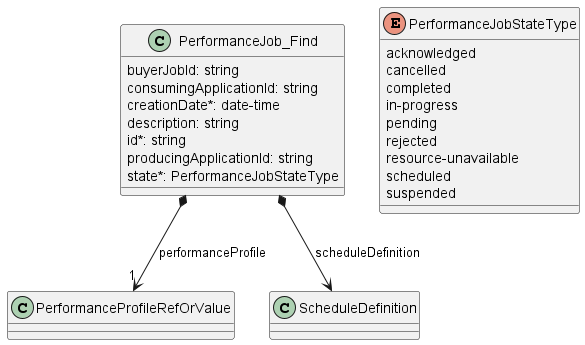 C PerformanceJob_Find
buyerJobId: string
consumingApplicationId: string
creationDate*: date-time
description: string
id*: string
producingApplicationId: string
state*: PerformanceJobStateType
E PerformanceJobStateType
acknowledged
cancelled
completed
in-progress
pending
rejected
resource-unavailable
scheduled
suspended
performanceProfile
scheduleDefinition
1
C PerformanceProfileRefOrValue
C ScheduleDefinition